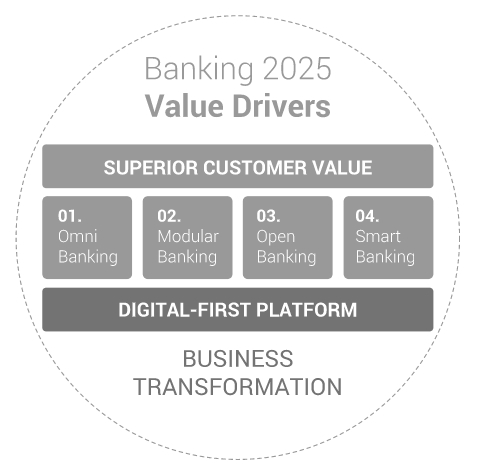 Banking 2025
Value Drivers
SUPERIOR CUSTOMER VALUE
01.
Omni
Banking
02.
Modular
Banking
03.
Open
Banking
04.
Smart
Banking
DIGITAL-FIRST PLATFORM
BUSINESS
TRANSFORMATION